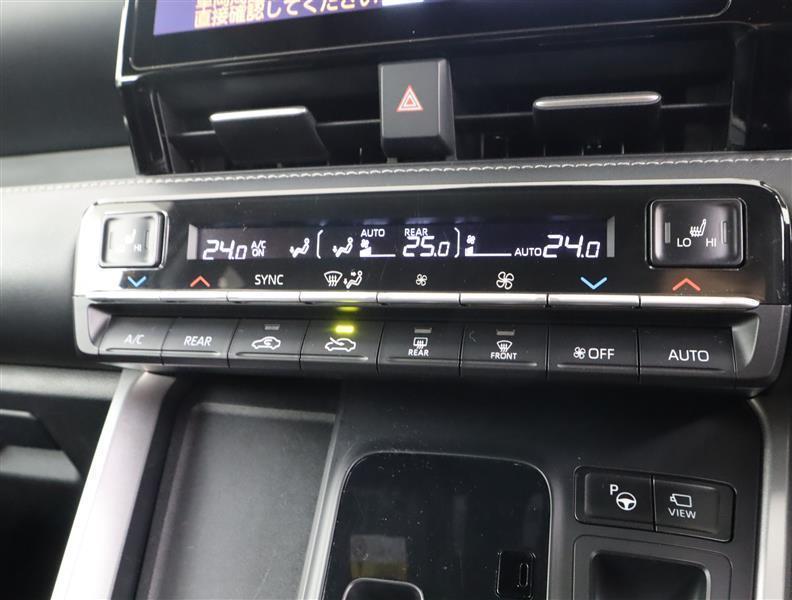 直接確認してください
AUTO REAR
24.0 A/C ON 25.0 AUTO 24.0
LO HI
LO HI
SYNC
A/C REAR REAR FRONT OFF AUTO
P VIEW